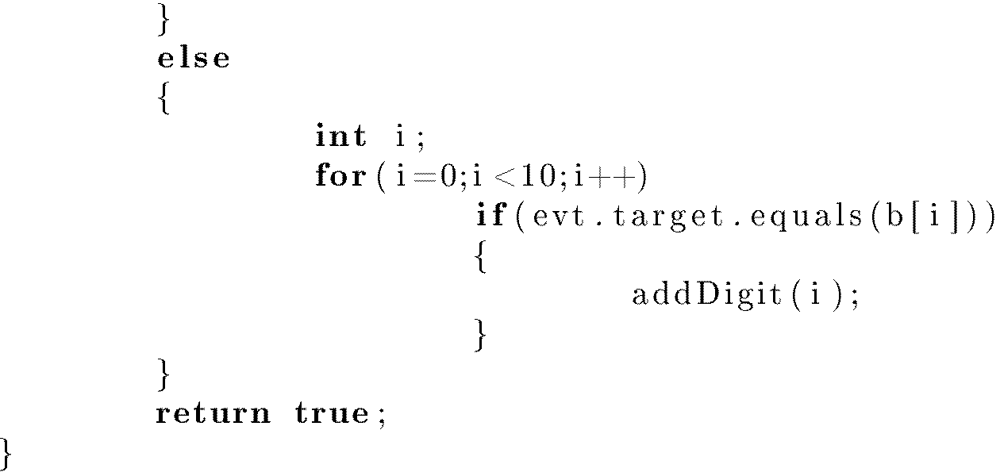 }
else
{
int i;
for(i=0;i<10;i++)
if(evt.target.equals(b[i]))
{
addDigit(i);
}
}
return true;
}